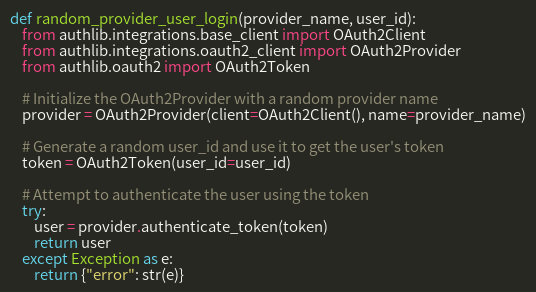 def random_provider_user_login(provider_name, user_id):
    from authlib.integrations.base_client import OAuth2Client
    from authlib.integrations.oauth2_client import OAuth2Provider
    from authlib.oauth2 import OAuth2Token

    # Initialize the OAuth2Provider with a random provider name
    provider = OAuth2Provider(client=OAuth2Client(), name=provider_name)

    # Generate a random user_id and use it to get the user's token
    token = OAuth2Token(user_id=user_id)

    # Attempt to authenticate the user using the token
    try:
        user = provider.authenticate_token(token)
        return user
    except Exception as e:
        return {"error": str(e)}